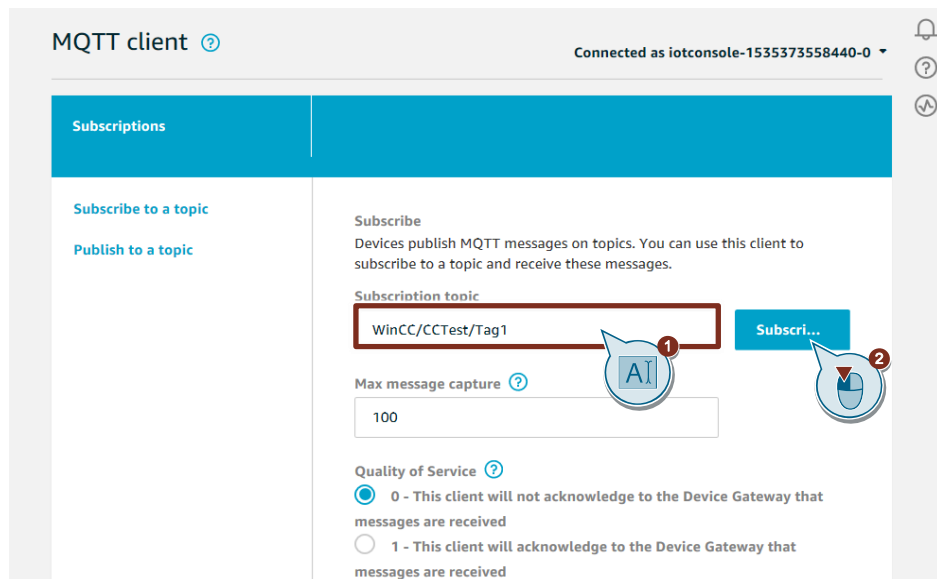 MQTT client ?
Connected as iotconsole-1535373558440-0
?
Subscriptions
Subscribe to a topic
Publish to a topic
Subscribe
Devices publish MQTT messages on topics. You can use this client to
subscribe to a topic and receive these messages.
Subscription topic
WinCC/CCTest/Tag1
Subscri...
1
A
2
Max message capture ?
100
Quality of Service ?
0 - This client will not acknowledge to the Device Gateway that
messages are received
1 - This client will acknowledge to the Device Gateway that
messages are received